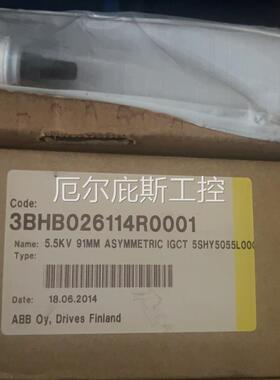 Code:
3BHB026114R0001
Name: 5.5KV 91MM ASYMMETRIC IGCT 5SHY5055L000
Type:
厄尔庇斯工控
Date: 18.06.2014
ABB Oy, Drives Finland